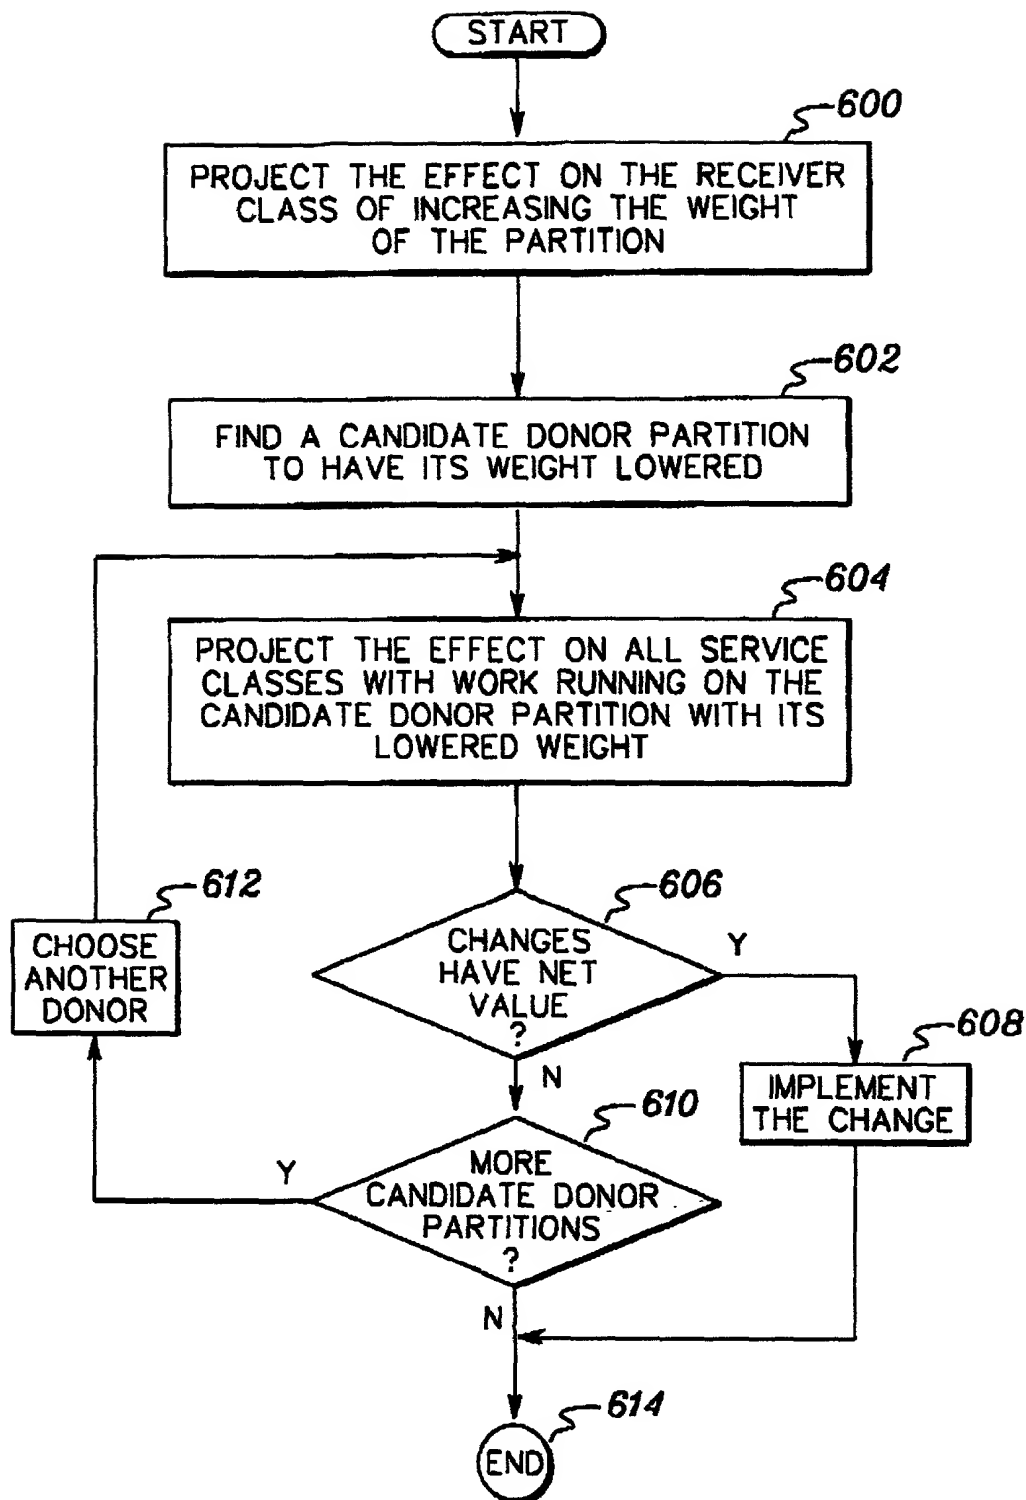 START
600
PROJECT THE EFFECT ON THE RECEIVER
CLASS OF INCREASING THE WEIGHT
OF THE PARTITION
602
FIND A CANDIDATE DONOR PARTITION
TO HAVE ITS WEIGHT LOWERED
604
PROJECT THE EFFECT ON ALL SERVICE
CLASSES WITH WORK RUNNING ON THE
CANDIDATE DONOR PARTITION WITH ITS
LOWERED WEIGHT
612
CHOOSE
ANOTHER
DONOR
606
CHANGES
HAVE NET
VALUE
?
Y
N
608
IMPLEMENT
THE CHANGE
610
MORE
CANDIDATE DONOR
PARTITIONS
?
Y
N
614
END